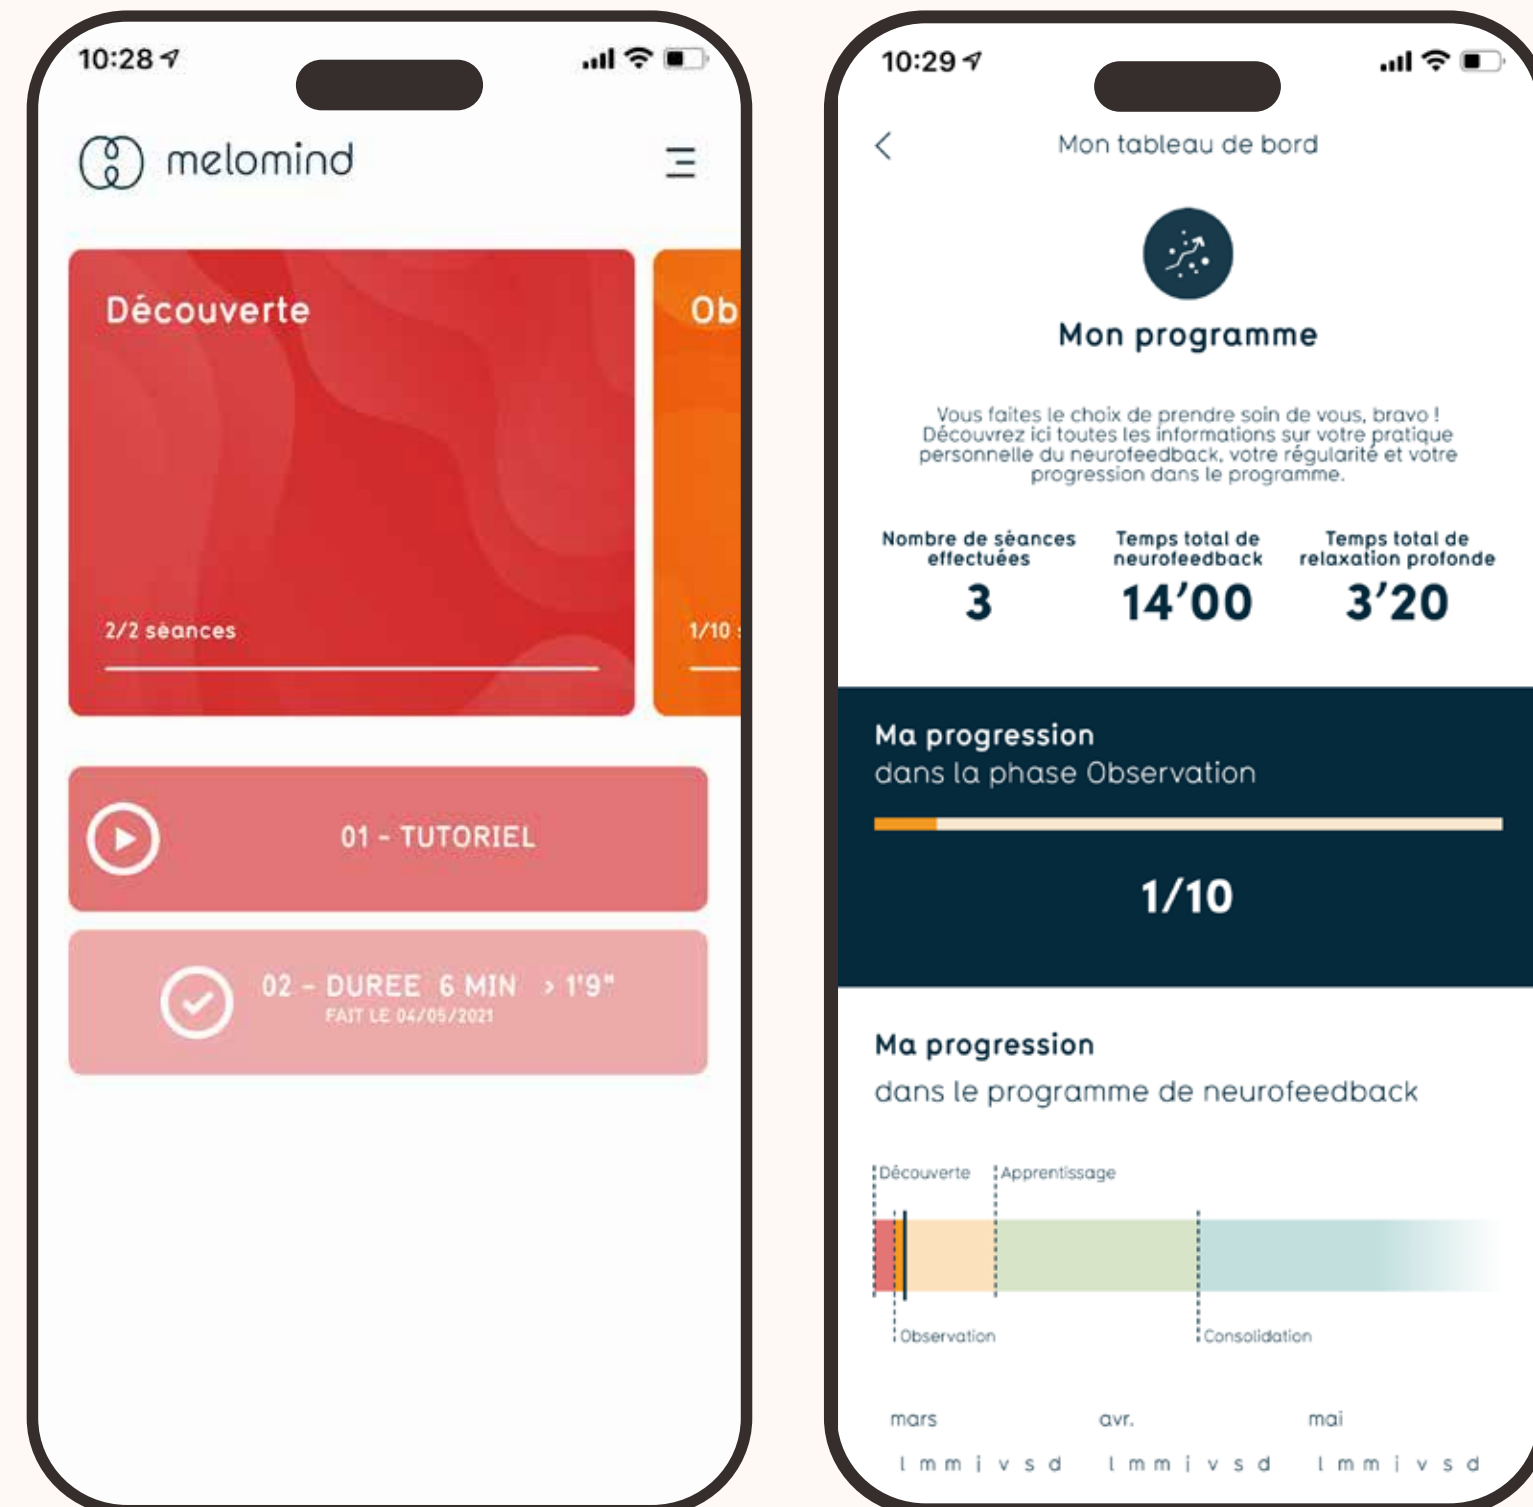 10:28
melomind
Découverte
Ob
2/2 séances
1/10
01 - TUTORIEL
02 - DUREE 6 MIN > 1'9"
FAIT LE 04/05/2021
10:29
Mon tableau de bord
Mon programme
Vous faites le choix de prendre soin de vous, bravo !
Découvrez ici toutes les informations sur votre pratique
personnelle du neurofeedback, votre régularité et votre
progression dans le programme.
Nombre de séances
effectuées
3
Temps total de
neurofeedback
14'00
Temps total de
relaxation profonde
3'20
Ma progression
dans la phase Observation
1/10
Ma progression
dans le programme de neurofeedback
Découverte Apprentissage
Observation Consolidation
mars avr. mai
l m m j v s d l m m j v s d l m m j v s d